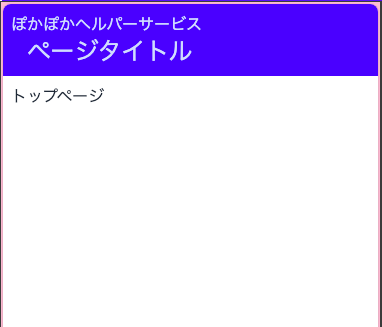 ぽかぽかヘルパーサービス
ページタイトル
トップページ